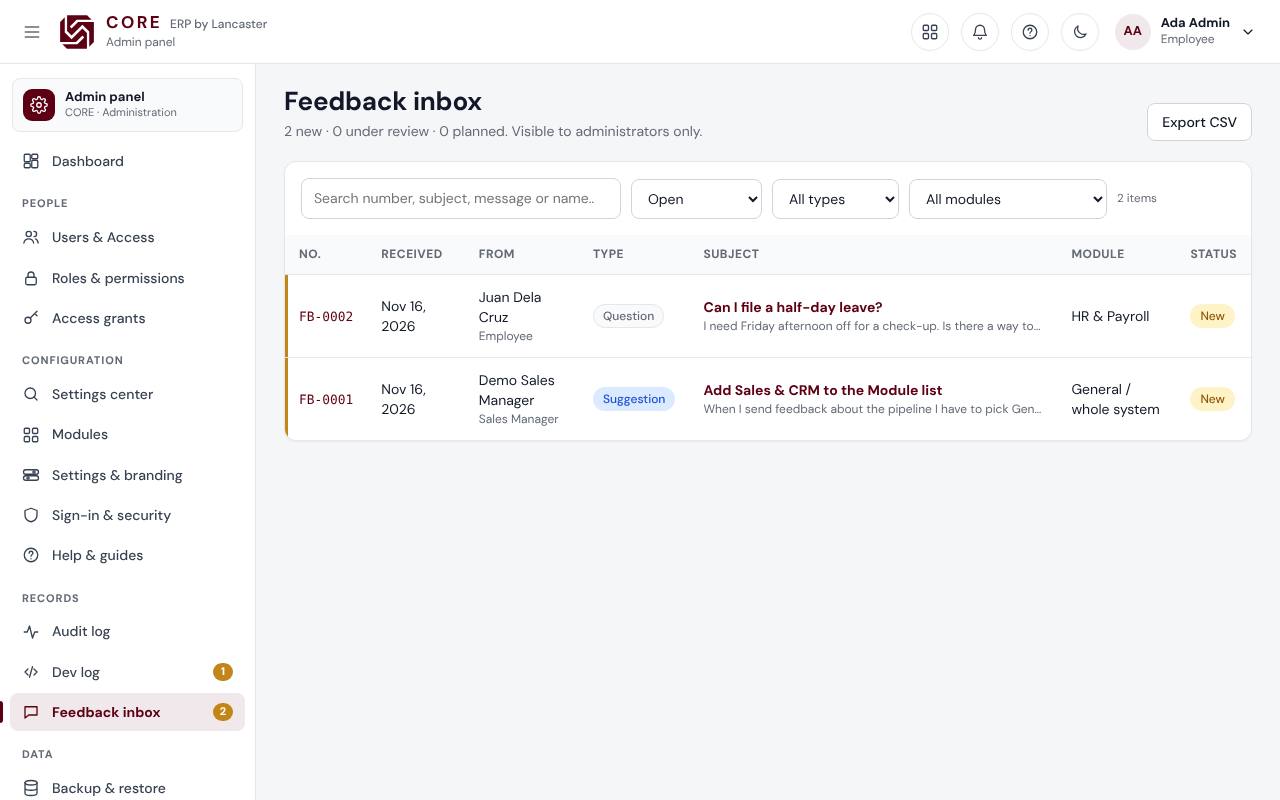 CORE ERP by Lancaster
Admin panel
AA
Ada Admin
Employee
Admin panel
CORE · Administration
Dashboard
PEOPLE
Users & Access
Roles & permissions
Access grants
CONFIGURATION
Settings center
Modules
Settings & branding
Sign-in & security
Help & guides
RECORDS
Audit log
Dev log 1
Feedback inbox 2
DATA
Backup & restore
Feedback inbox
2 new · 0 under review · 0 planned. Visible to administrators only.
Export CSV
Search number, subject, message or name..
Open
All types
All modules
2 items
NO. RECEIVED FROM TYPE SUBJECT MODULE STATUS
FB-0002
Nov 16,
2026
Juan Dela
Cruz
Employee
Question
Can I file a half-day leave?
I need Friday afternoon off for a check-up. Is there a way to…
HR & Payroll
New
FB-0001
Nov 16,
2026
Demo Sales
Manager
Sales Manager
Suggestion
Add Sales & CRM to the Module list
When I send feedback about the pipeline I have to pick Gen…
General /
whole system
New